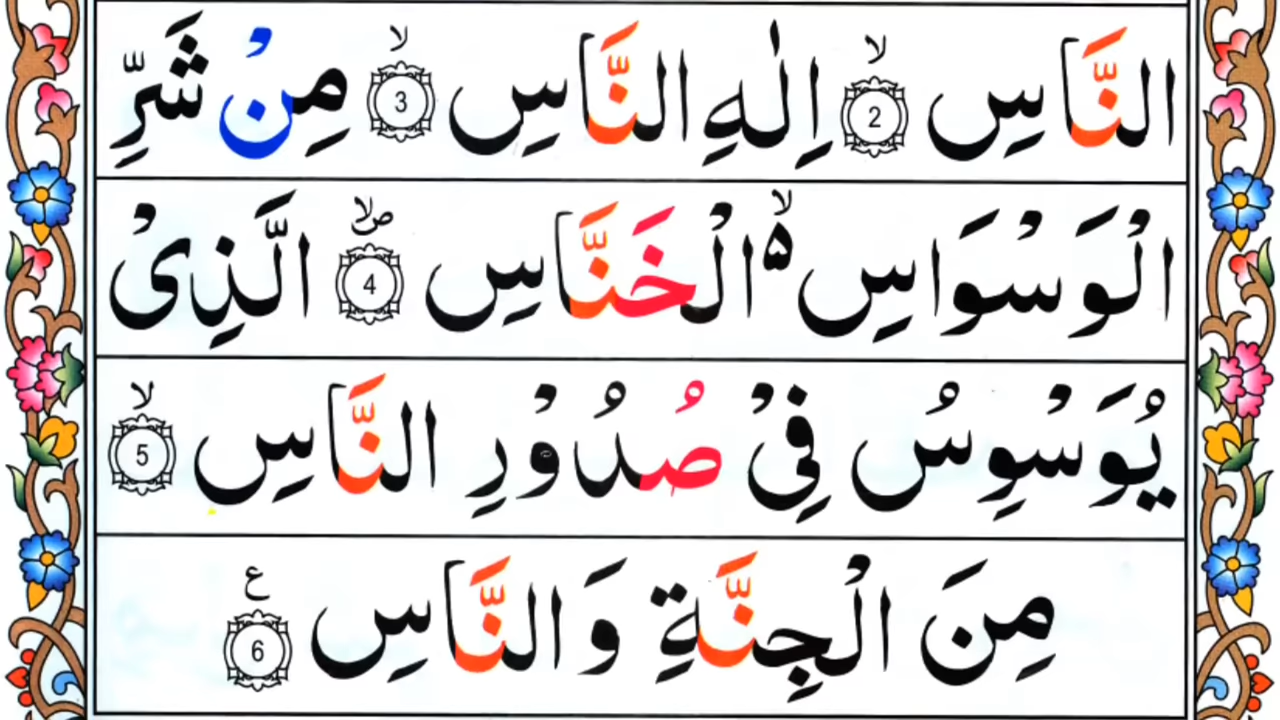 النَّاسِ ۙ 2 اِلٰهِ النَّاسِ ۙ 3 مِنْ شَرِّ
الْوَسْوَاسِ ۵ۙ الْخَنَّاسِ ۪ۙ 4 الَّذِیْ
یُوَسْوِسُ فِیْ صُدُوْرِ النَّاسِ ۙ 5
مِنَ الْجِنَّةِ وَالنَّاسِ ع 6